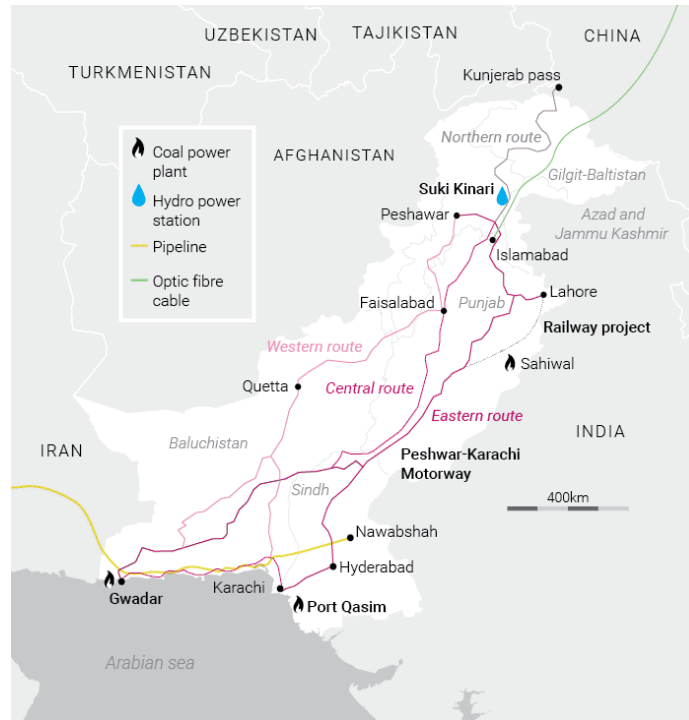 UZBEKISTAN
TAJIKISTAN
CHINA
TURKMENISTAN
Kunjerab pass
Northern route
AFGHANISTAN
Coal power
plant
Hydro power
station
Pipeline
Optic fibre
cable
Suki Kinari
Gilgit-Baltistan
Peshawar
Azad and
Jammu Kashmir
Islamabad
Lahore
Faisalabad
Punjab
Railway project
Western route
Sahiwal
Quetta
Central route
Eastern route
INDIA
Baluchistan
IRAN
Peshwar-Karachi
Motorway
Sindh
400km
Nawabshah
Hyderabad
Karachi
Gwadar
Port Qasim
Arabian sea